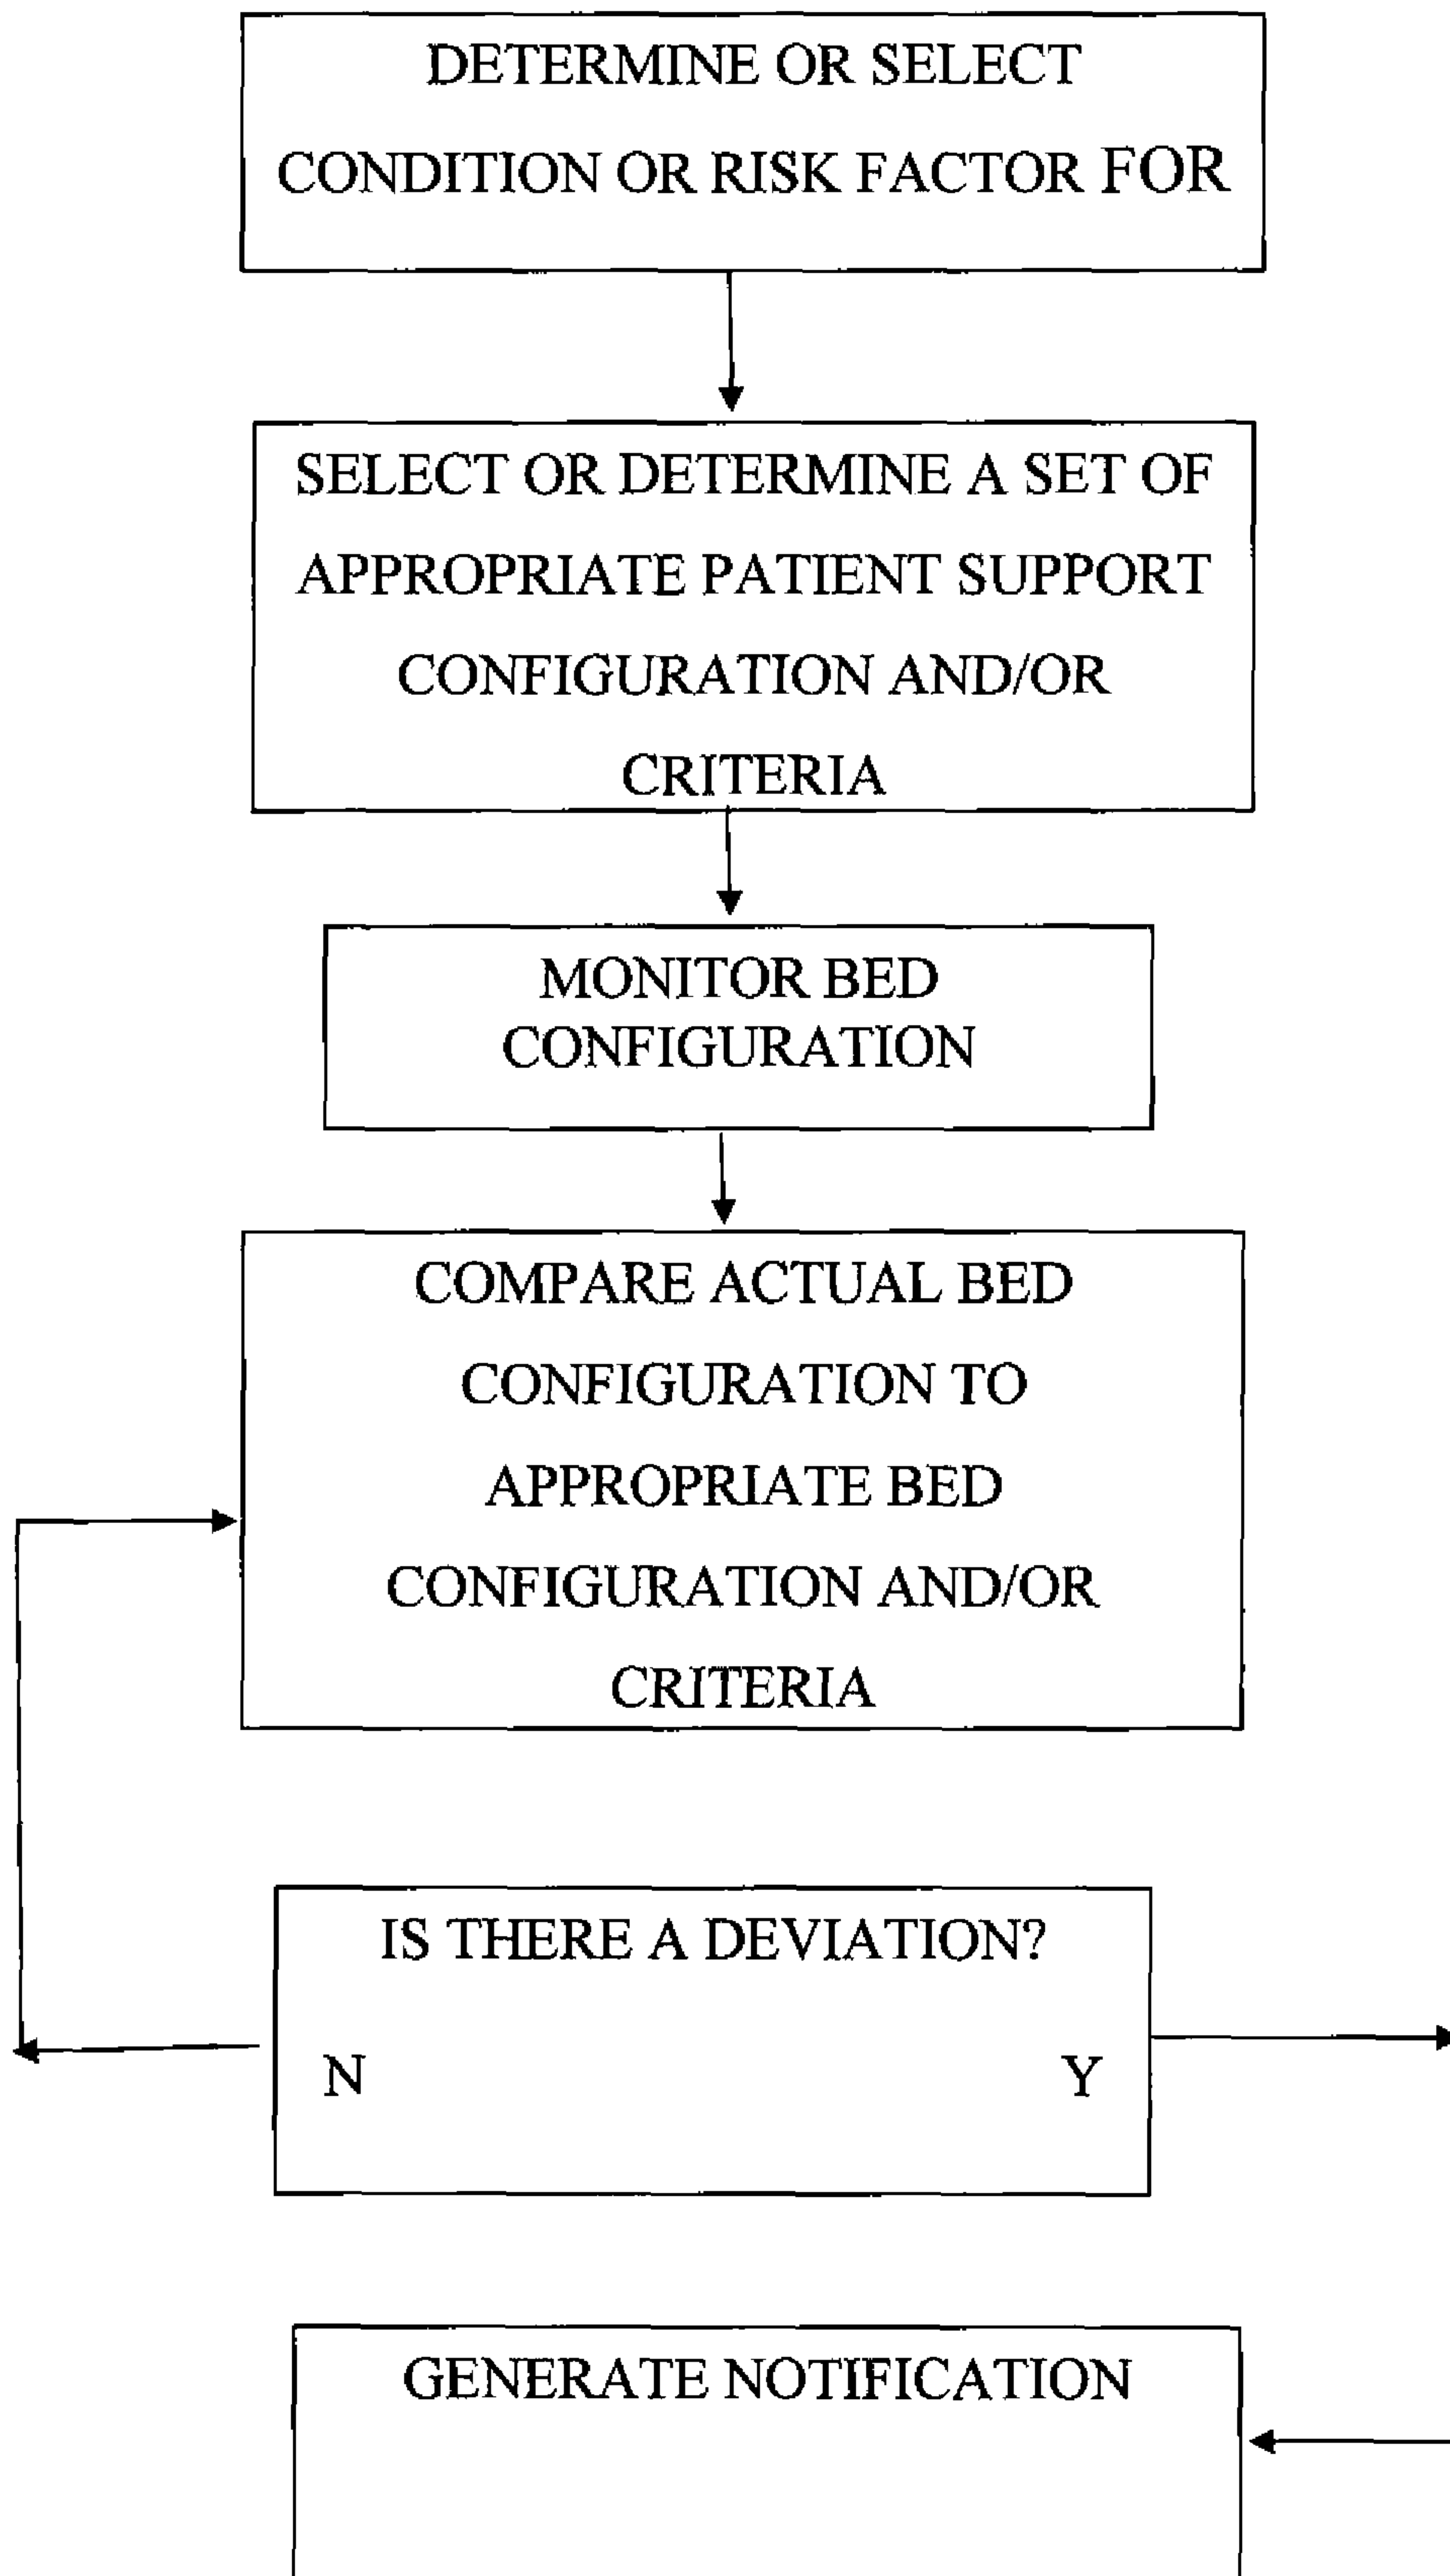 DETERMINE OR SELECT
CONDITION OR RISK FACTOR FOR
SELECT OR DETERMINE A SET OF
APPROPRIATE PATIENT SUPPORT
CONFIGURATION AND/OR
CRITERIA
MONITOR BED
CONFIGURATION
COMPARE ACTUAL BED
CONFIGURATION TO
APPROPRIATE BED
CONFIGURATION AND/OR
CRITERIA
IS THERE A DEVIATION?
N Y
GENERATE NOTIFICATION